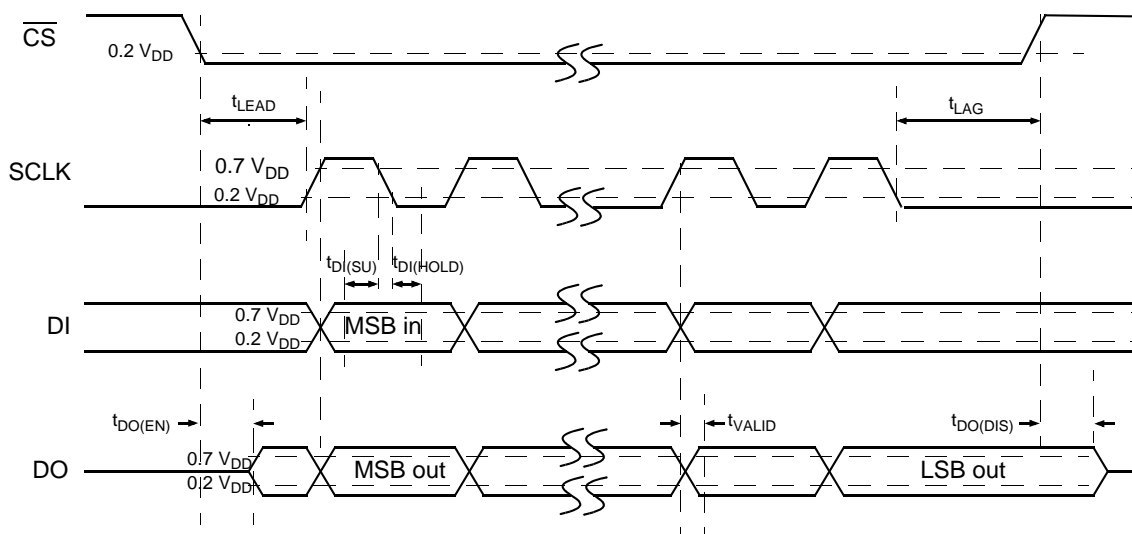 CS
0.2 VDD
tLEAD
tLAG
SCLK
0.7 VDD
0.2 VDD
tDI(SU) tDI(HOLD)
DI
0.7 VDD
MSB in
0.2 VDD
tDO(EN)
tVALID
tDO(DIS)
DO
0.7 VDD
MSB out
LSB out
0.2 VDD